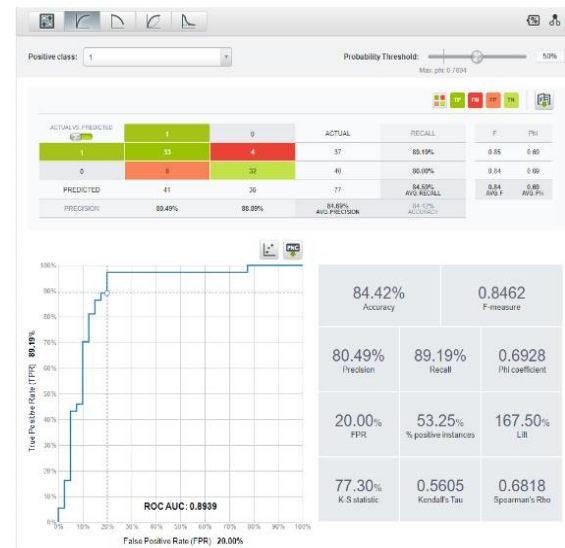 Positive class: 1
Probability Threshold: 50%
Max. phi: 0.7894
TP FN FP TN
ACTUAL VS. PREDICTED 1 0 ACTUAL RECALL F Phi
1 33 4 37 89.19% 0.85 0.69
0 8 32 40 80.00% 0.84 0.69
PREDICTED 41 36 77 84.59% AVG. RECALL 0.84 AVG. F 0.69 AVG. Phi
PRECISION 80.49% 88.89% 84.69% AVG. PRECISION 84.42% ACCURACY
PNG
100%
90%
80%
70%
60%
50%
40%
30%
20%
10%
0%
True Positive Rate (TPR) 89.19%
ROC AUC: 0.8939
0% 10% 20% 30% 40% 50% 60% 70% 80% 90% 100%
False Positive Rate (FPR) 20.00%
84.42% 0.8462
Accuracy F-measure
80.49% 89.19% 0.6928
Precision Recall Phi coefficient
20.00% 53.25% 167.50%
FPR % positive instances Lift
77.30% 0.5605 0.6818
K-S statistic Kendall's Tau Spearman's Rho